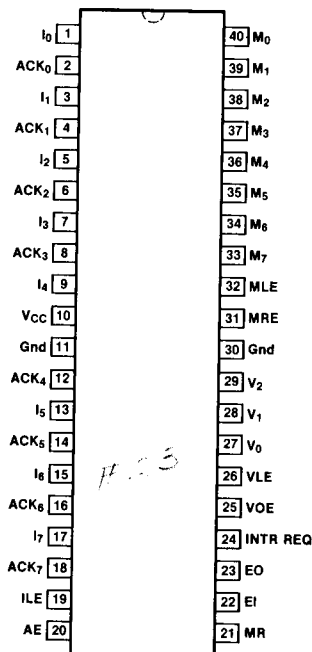 I0 1 40 M0
ACK0 2 39 M1
I1 3 38 M2
ACK1 4 37 M3
I2 5 36 M4
ACK2 6 35 M5
I3 7 34 M6
ACK3 8 33 M7
I4 9 32 MLE
VCC 10 31 MRE
Gnd 11 30 Gnd
ACK4 12 29 V2
I5 13 28 V1
ACK5 14 27 V0
I6 15 26 VLE
ACK6 16 25 VOE
I7 17 24 INTR REQ
ACK7 18 23 EO
ILE 19 22 EI
AE 20 21 MR